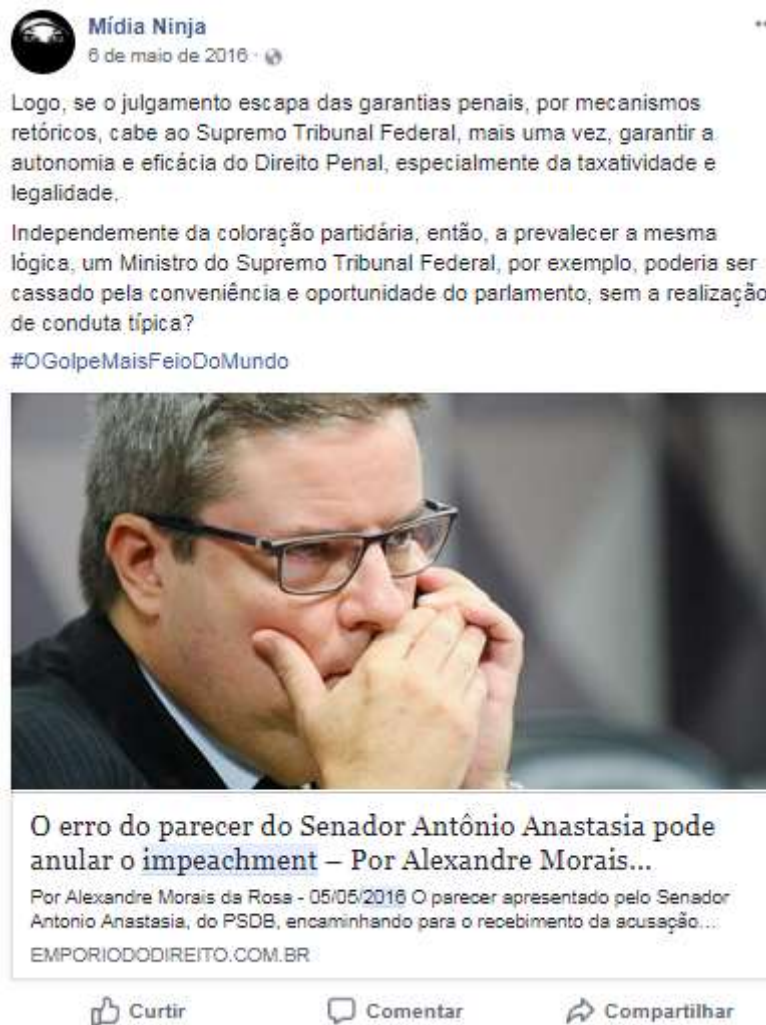 Mídia Ninja
6 de maio de 2016 ·
Logo, se o julgamento escapa das garantias penais, por mecanismos
retóricos, cabe ao Supremo Tribunal Federal, mais uma vez, garantir a
autonomia e eficácia do Direito Penal, especialmente da taxatividade e
legalidade.
Independemente da coloração partidária, então, a prevalecer a mesma
lógica, um Ministro do Supremo Tribunal Federal, por exemplo, poderia ser
cassado pela conveniência e oportunidade do parlamento, sem a realização
de conduta típica?
#OGolpeMaisFeioDoMundo
O erro do parecer do Senador Antônio Anastasia pode
anular o impeachment – Por Alexandre Morais...
Por Alexandre Morais da Rosa - 05/05/2016 O parecer apresentado pelo Senador
Antonio Anastasia, do PSDB, encaminhando para o recebimento da acusação...
EMPORIODODIREITO.COM.BR
Curtir Comentar Compartilhar